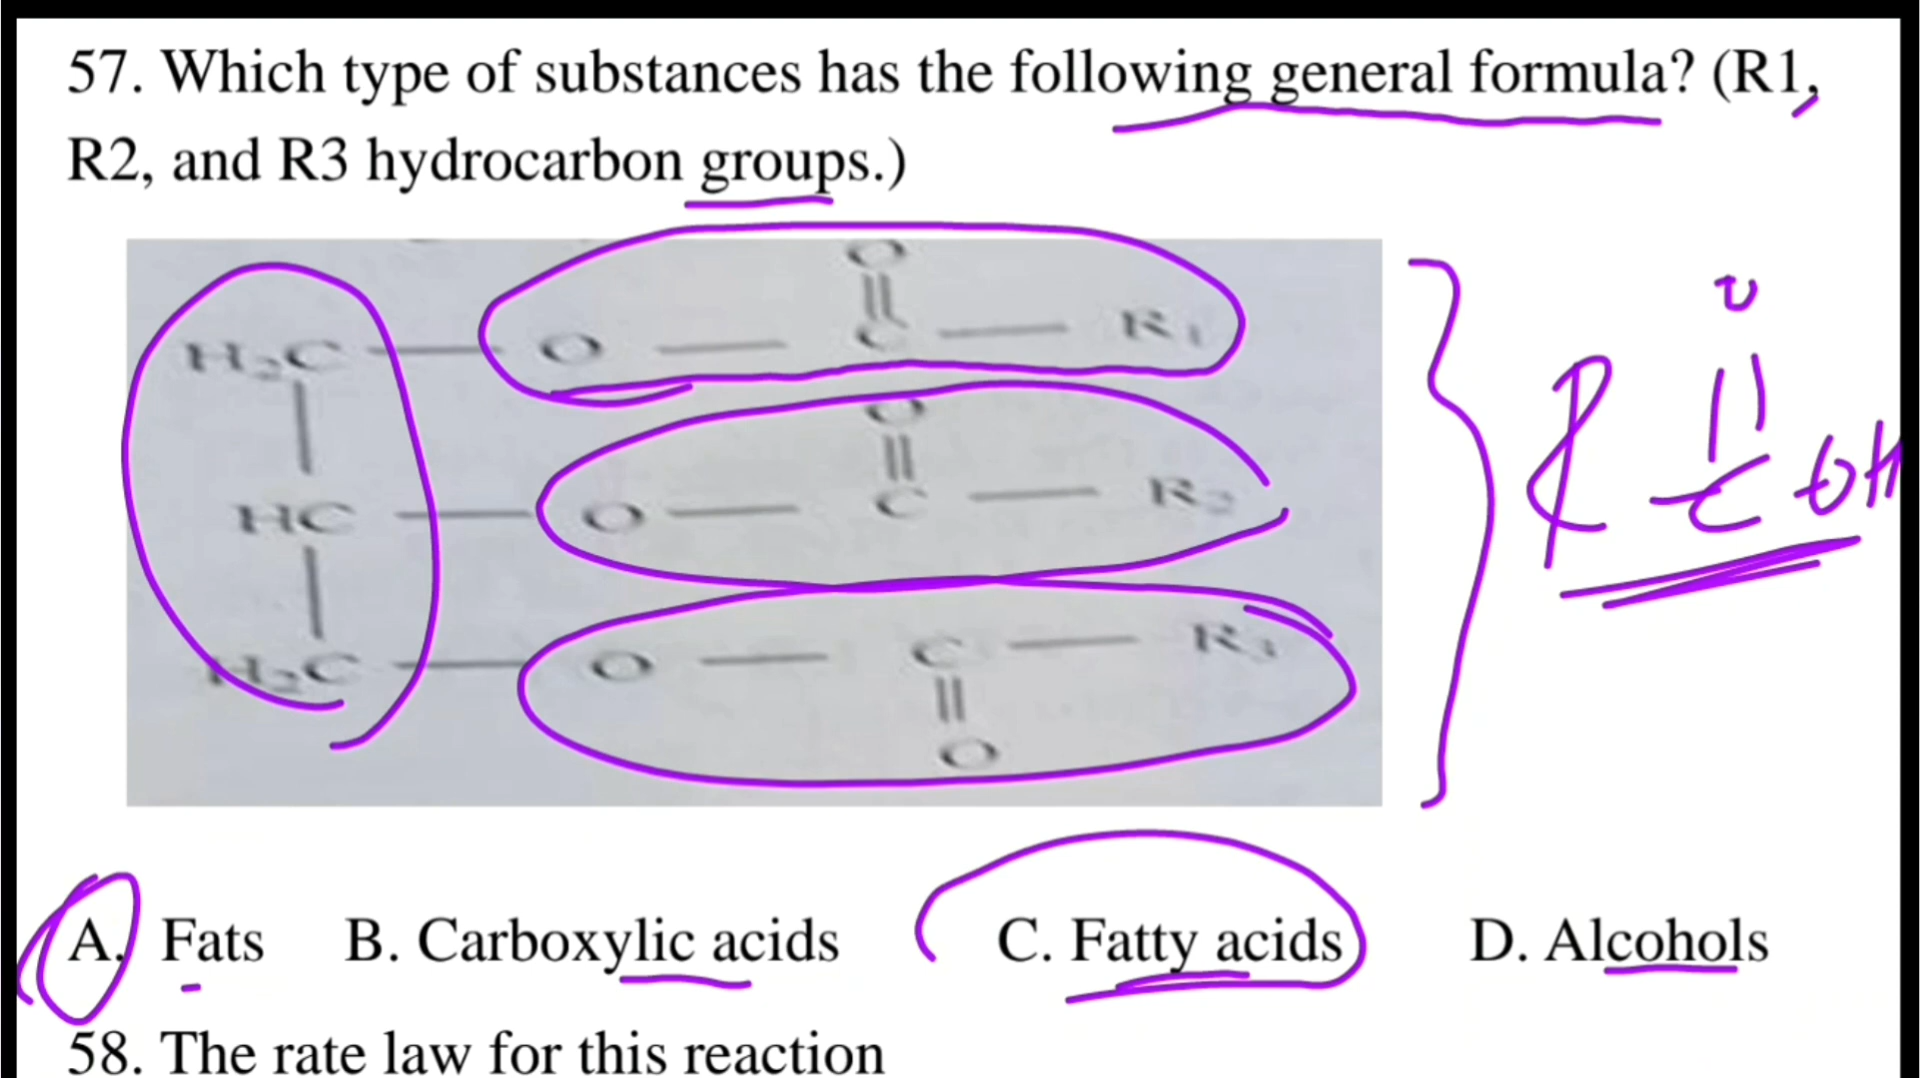 57. Which type of substances has the following general formula? (R1,
R2, and R3 hydrocarbon groups.)
O
H₂C — O — C — R₁
O
HC — O — C — R₂
H₂C — O — C — R₃
O
R C OH
A. Fats B. Carboxylic acids C. Fatty acids D. Alcohols
58. The rate law for this reaction